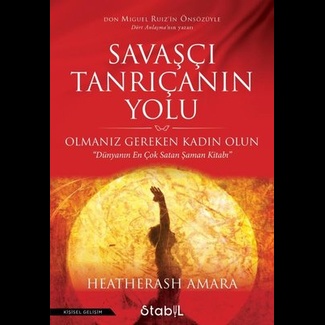 DON MIGUEL RUIZ'İN ÖNSÖZÜYLE
Dört Anlaşma'nın yazarı
SAVAŞÇI
TANRIÇANIN
YOLU
OLMANIZ GEREKEN KADIN OLUN
"Dünyanın En Çok Satan Şaman Kitabı"
HEATHERASH AMARA
KİŞİSEL GELİŞİM
StabiL